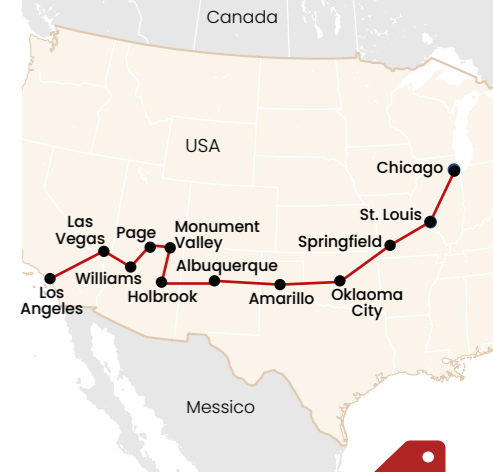 Canada
USA
Chicago
St. Louis
Springfield
Las
Vegas
Page
Monument
Valley
Williams
Albuquerque
Los
Angeles
Holbrook
Amarillo
Oklaoma
City
Messico